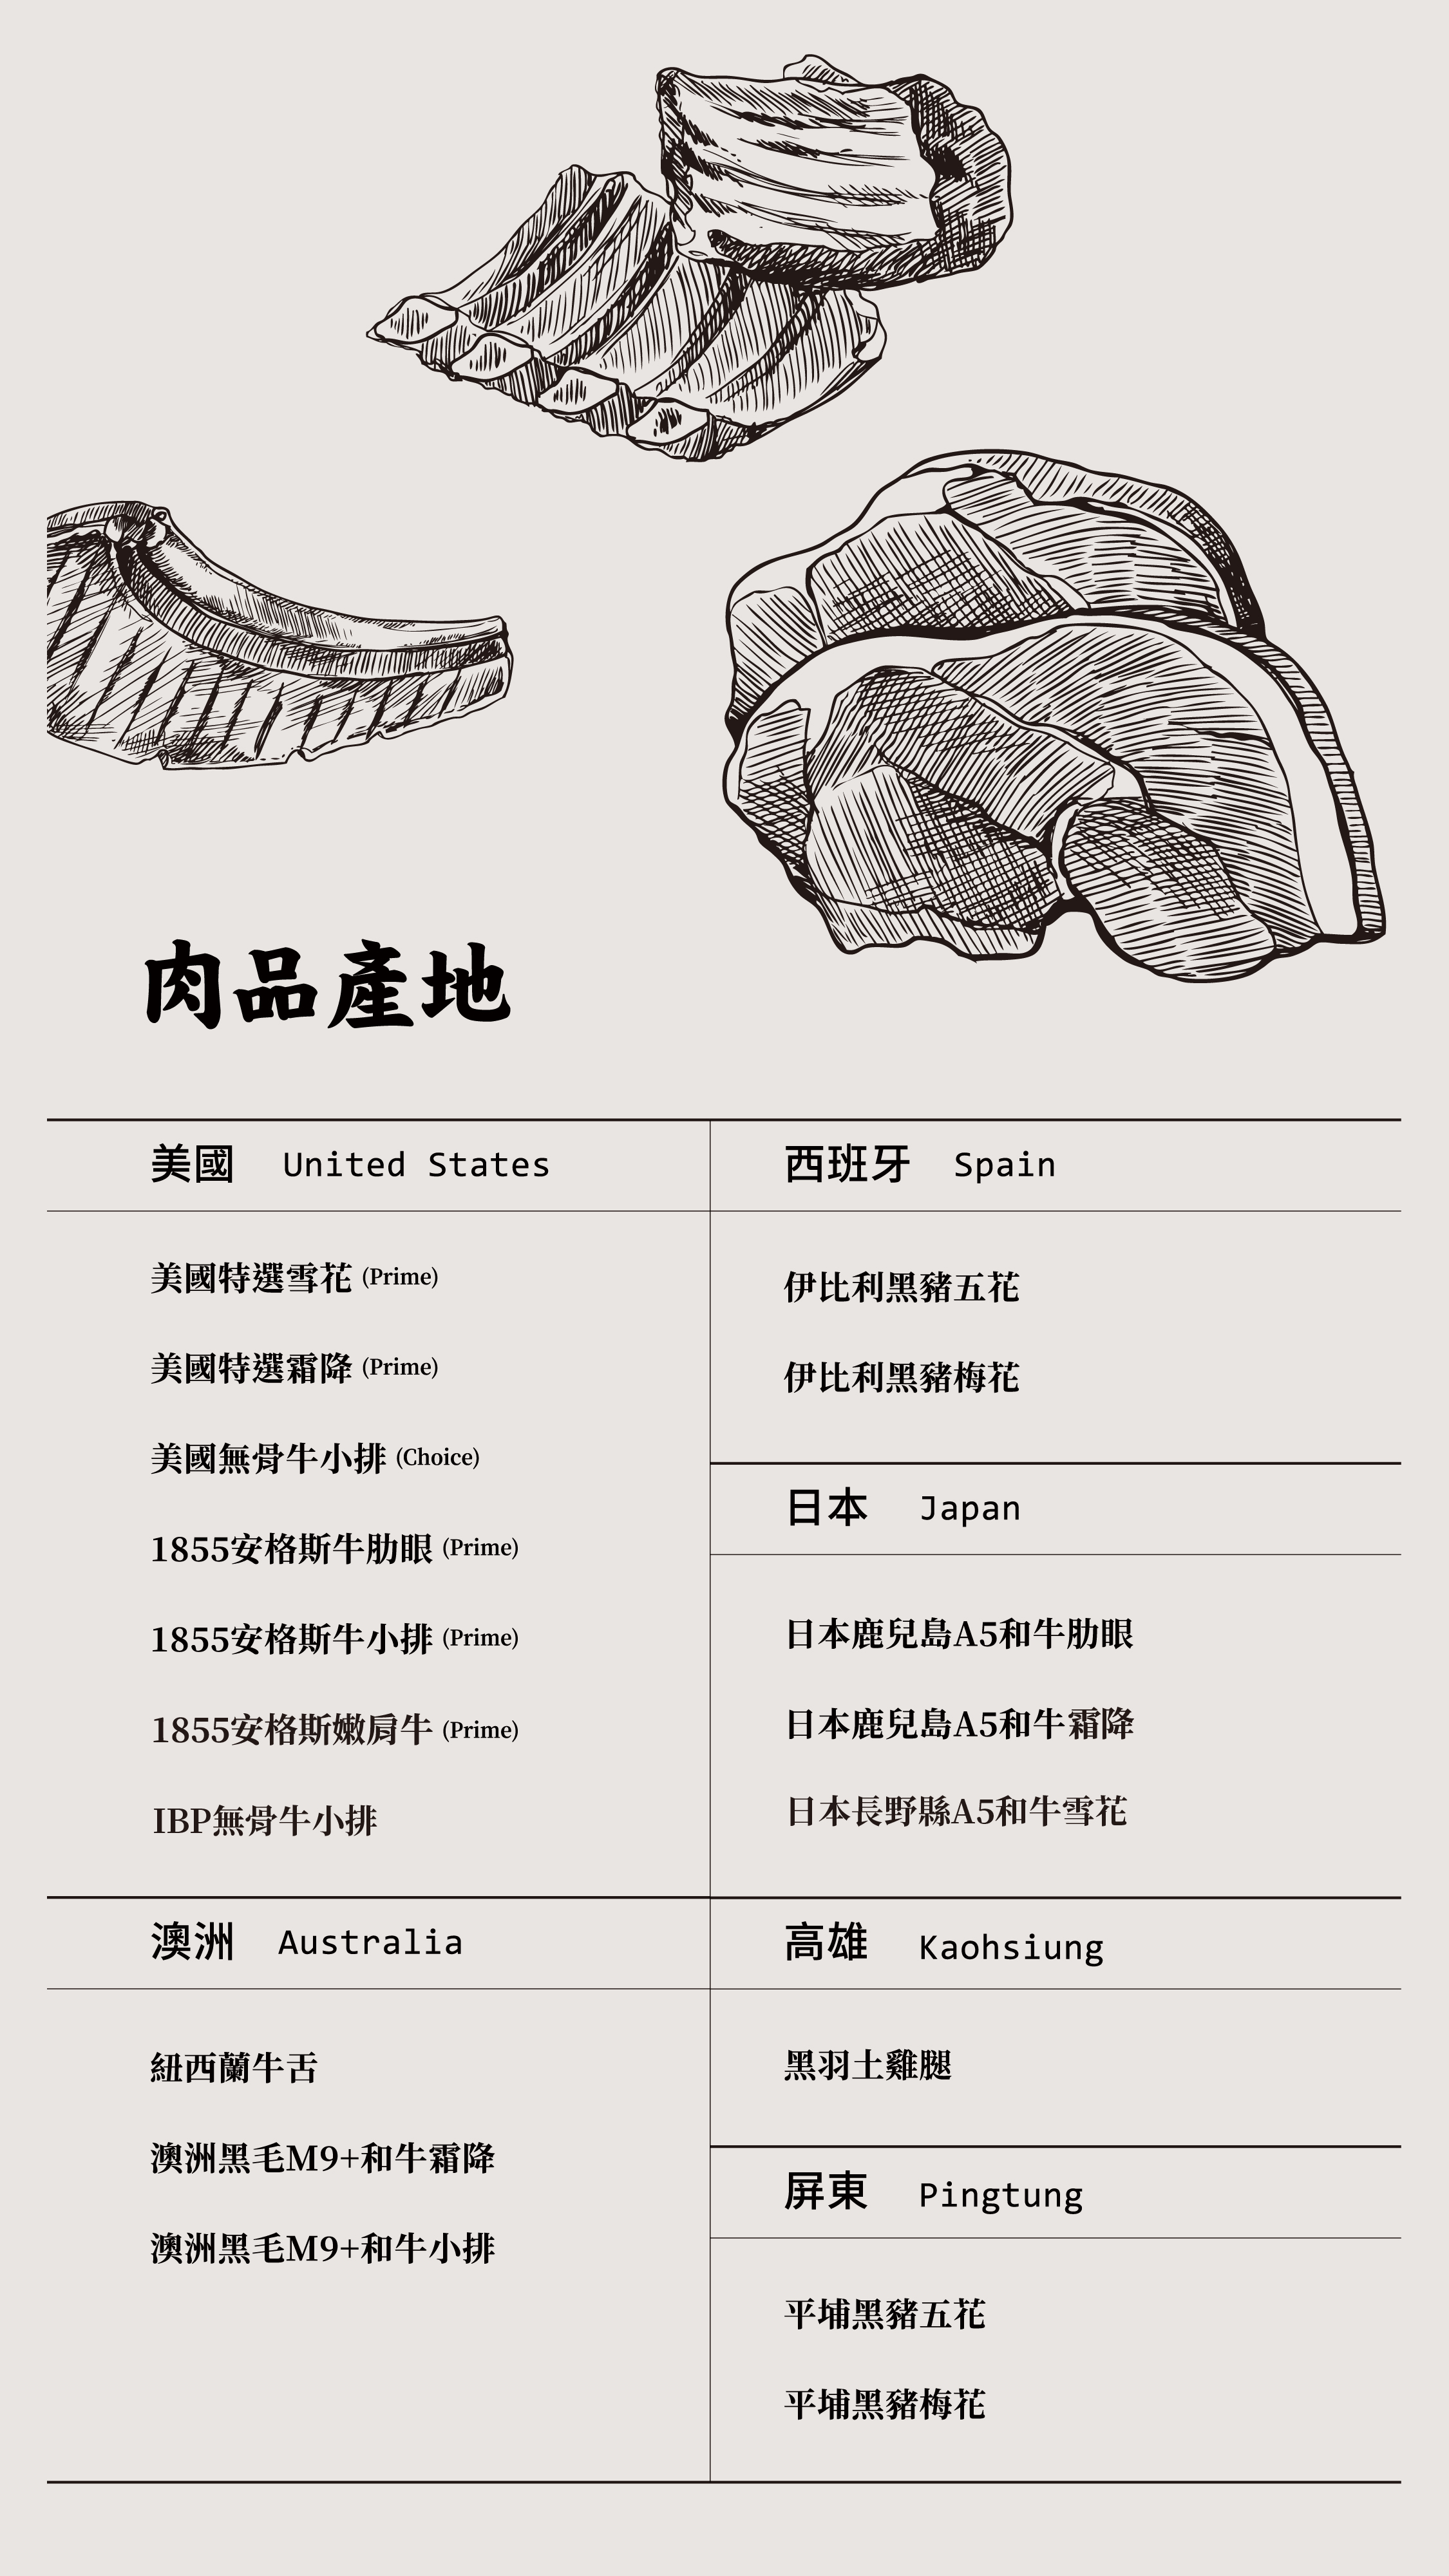 肉品產地
美國 United States
美國特選雪花 (Prime)
美國特選霜降 (Prime)
美國無骨牛小排 (Choice)
1855安格斯牛肋眼 (Prime)
1855安格斯牛小排 (Prime)
1855安格斯嫩肩牛 (Prime)
IBP無骨牛小排
西班牙 Spain
伊比利黑豬五花
伊比利黑豬梅花
日本 Japan
日本鹿兒島A5和牛肋眼
日本鹿兒島A5和牛霜降
日本長野縣A5和牛雪花
澳洲 Australia
紐西蘭牛舌
澳洲黑毛M9+和牛霜降
澳洲黑毛M9+和牛小排
高雄 Kaohsiung
黑羽土雞腿
屏東 Pingtung
平埔黑豬五花
平埔黑豬梅花